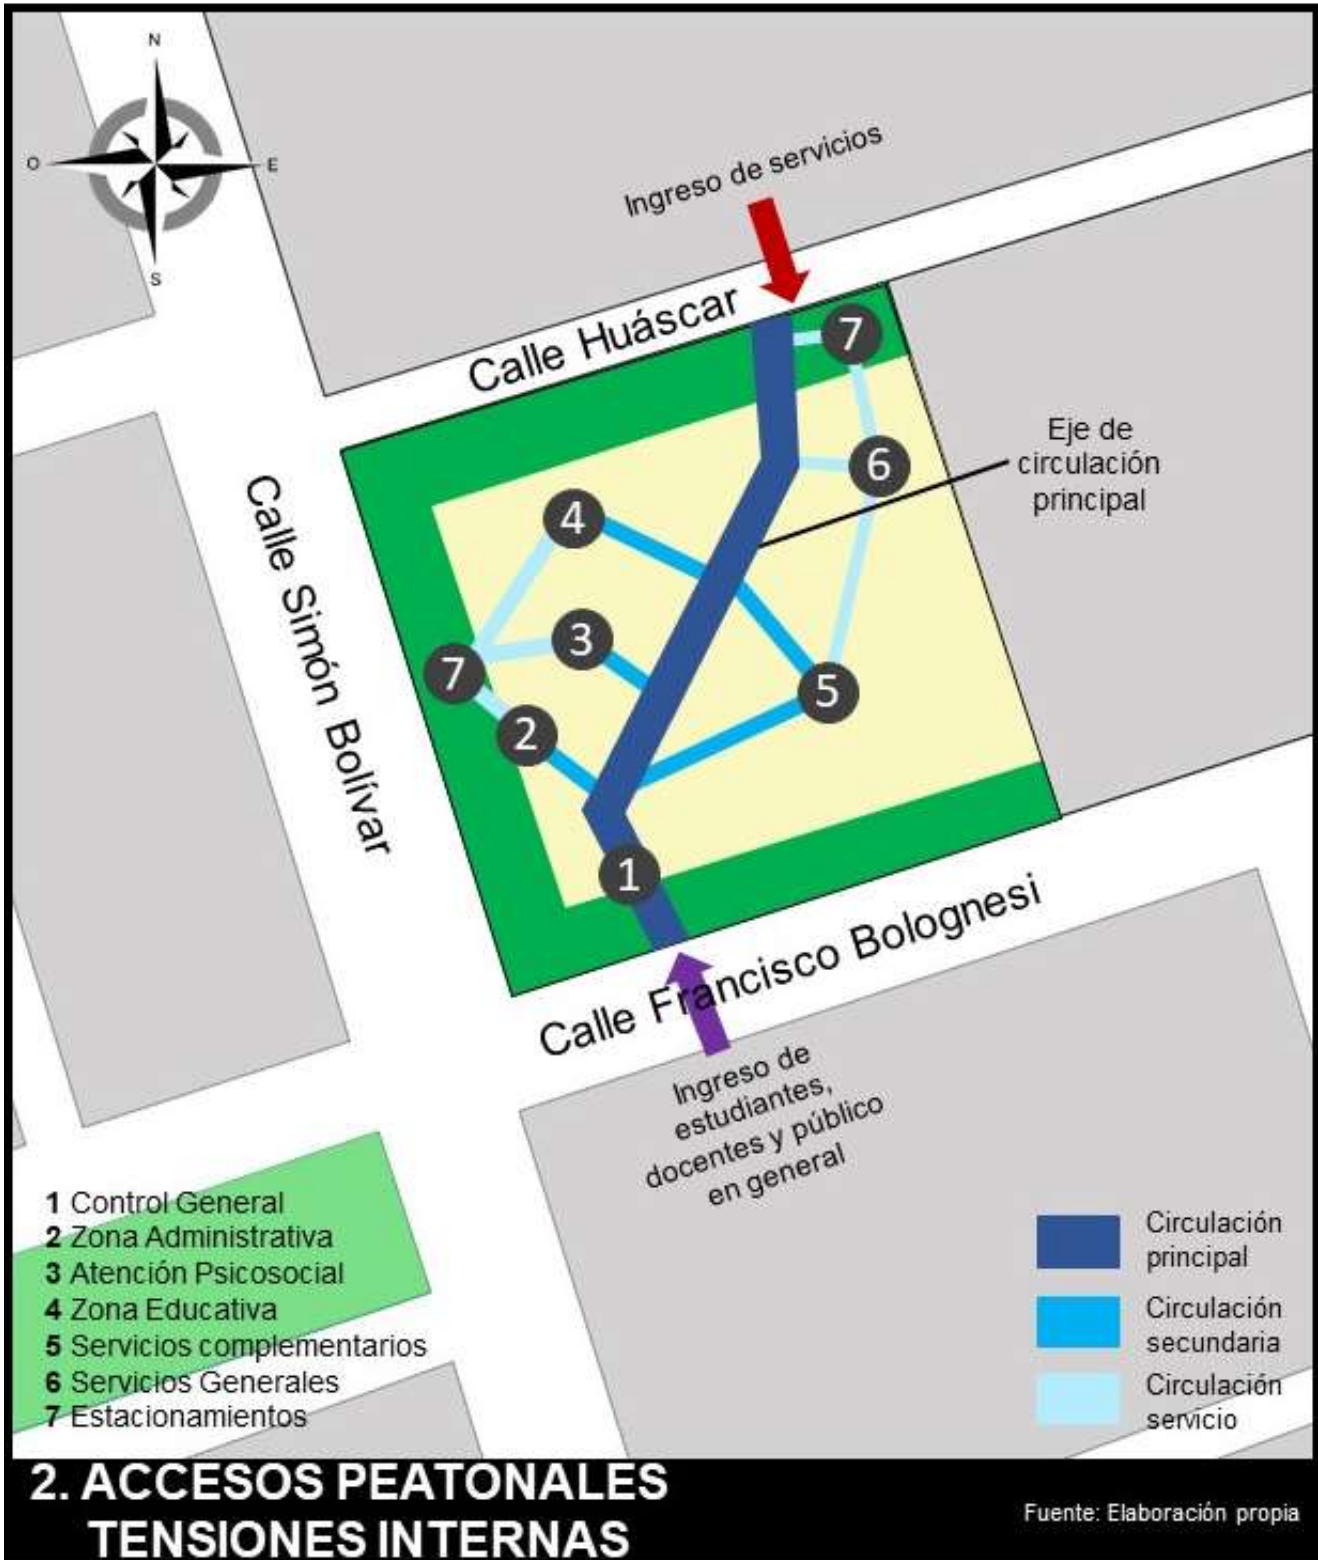 N
O
E
S
Ingreso de servicios
Calle Huáscar
7
6
Eje de
circulación
principal
4
Calle Simón Bolívar
3
7
5
2
1
Calle Francisco Bolognesi
Ingreso de
estudiantes,
docentes y público
en general
1 Control General
2 Zona Administrativa
3 Atención Psicosocial
4 Zona Educativa
5 Servicios complementarios
6 Servicios Generales
7 Estacionamientos
Circulación
principal
Circulación
secundaria
Circulación
servicio
2. ACCESOS PEATONALES
TENSIONES INTERNAS
Fuente: Elaboración propia